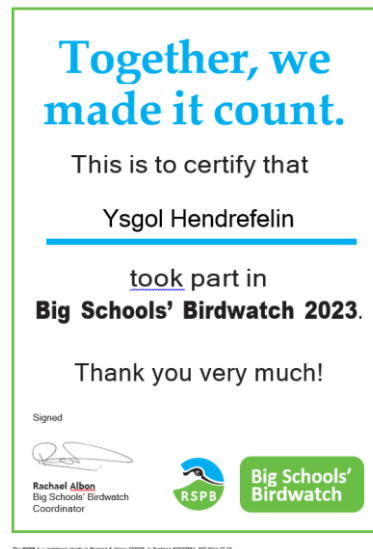 Together, we
made it count.
This is to certify that
Ysgol Hendrefelin
took part in
Big Schools' Birdwatch 2023.
Thank you very much!
Signed
Rachael Albon
Big Schools' Birdwatch
Coordinator
RSPB
Big Schools'
Birdwatch